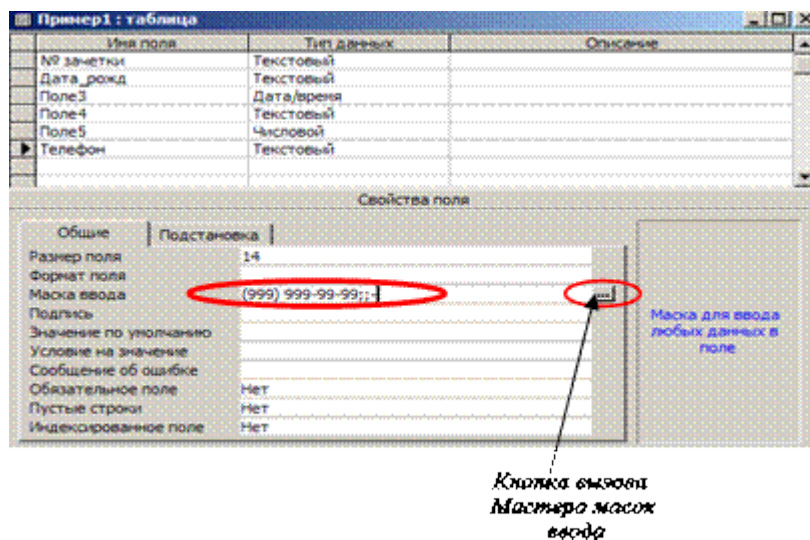 Пример1 : таблица
Имя поля Тип данных Описание
№ зачетки Текстовый
Дата_рожд Текстовый
Поле3 Дата/время
Поле4 Текстовый
Поле5 Числовой
Телефон Текстовый
Свойства поля
Общие Подстановка
Размер поля 14
Формат поля
Маска ввода (999) 999-99-99;;- ...
Подпись
Значение по умолчанию
Условие на значение
Сообщение об ошибке
Обязательное поле Нет
Пустые строки Нет
Индексированное поле Нет
Маска для ввода
любых данных в
поле
Кнопка вызова
Мастера масок
ввода